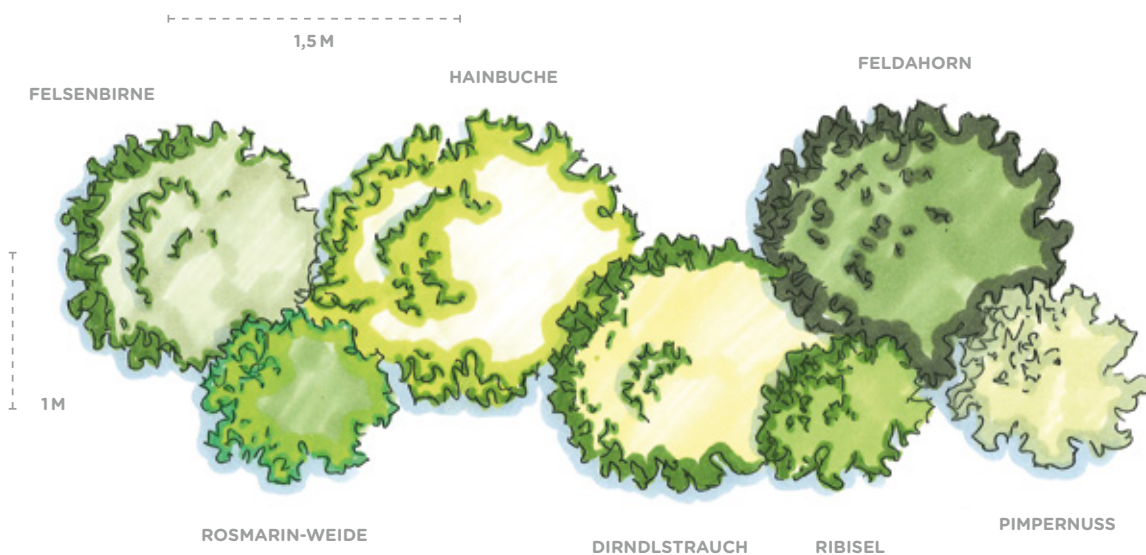 1,5 M
HAINBUCHE
FELDAHORN
FELSENBIRNE
1 M
ROSMARIN-WEIDE
DIRNDLSTRAUCH
RIBISEL
PIMPERNUSS